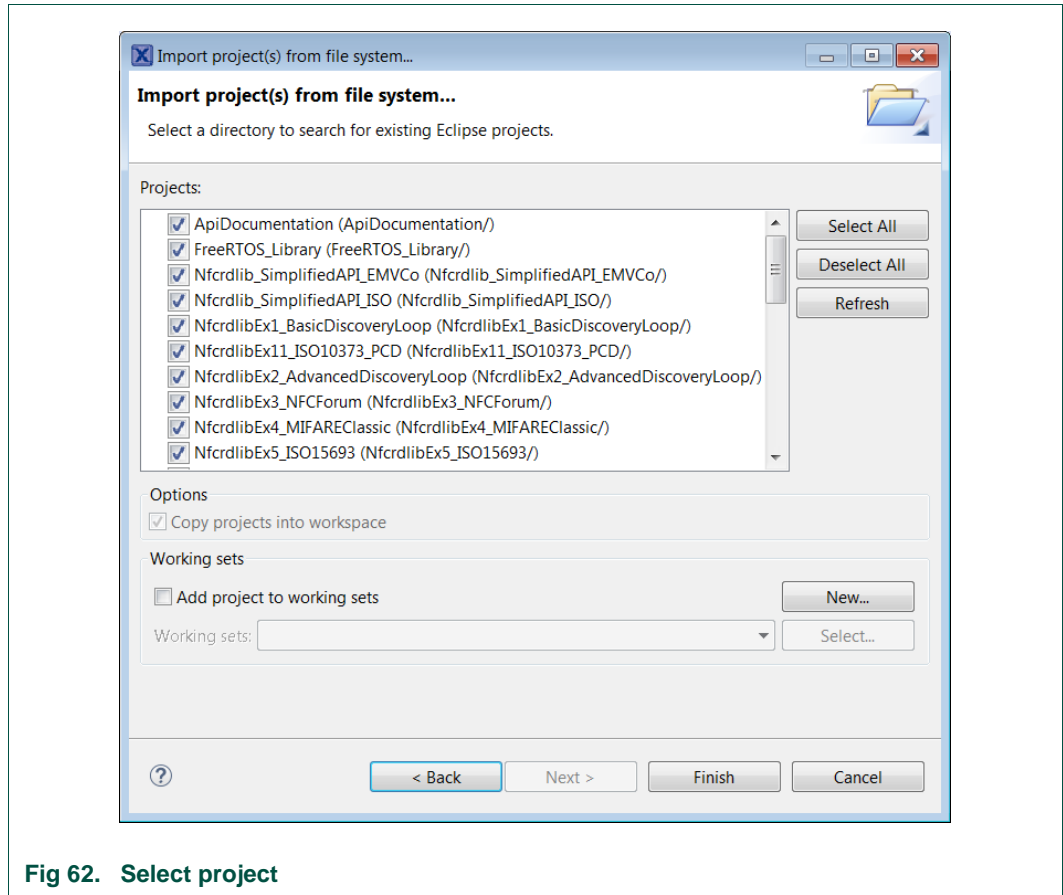 Import project(s) from file system...
Import project(s) from file system...
Select a directory to search for existing Eclipse projects.
Projects:
ApiDocumentation (ApiDocumentation/)
Select All
FreeRTOS_Library (FreeRTOS_Library/)
Deselect All
Nfcrdlib_SimplifiedAPI_EMVCo (Nfcrdlib_SimplifiedAPI_EMVCo/)
Nfcrdlib_SimplifiedAPI_ISO (Nfcrdlib_SimplifiedAPI_ISO/)
Refresh
NfcrdlibEx1_BasicDiscoveryLoop (NfcrdlibEx1_BasicDiscoveryLoop/)
NfcrdlibEx11_ISO10373_PCD (NfcrdlibEx11_ISO10373_PCD/)
NfcrdlibEx2_AdvancedDiscoveryLoop (NfcrdlibEx2_AdvancedDiscoveryLoop/)
NfcrdlibEx3_NFCForum (NfcrdlibEx3_NFCForum/)
NfcrdlibEx4_MIFAREClassic (NfcrdlibEx4_MIFAREClassic/)
NfcrdlibEx5_ISO15693 (NfcrdlibEx5_ISO15693/)
Options
Copy projects into workspace
Working sets
Add project to working sets
New...
Working sets:
Select...
?
< Back
Next >
Finish
Cancel
Fig 62. Select project